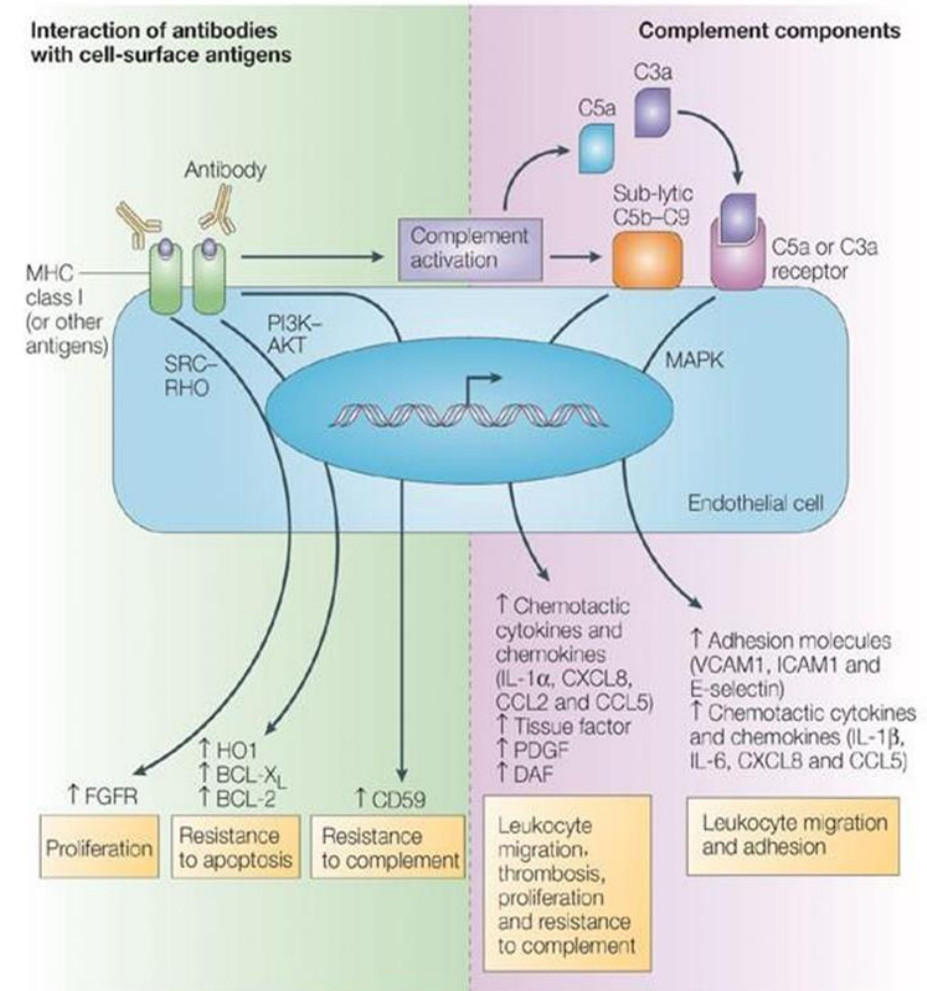 Interaction of antibodies
with cell-surface antigens
Complement components
C3a
C5a
Antibody
Sub-lytic
C5b–C9
Complement
activation
C5a or C3a
receptor
MHC
class I
(or other
antigens)
PI3K–
AKT
SRC–
RHO
MAPK
Endothelial cell
↑ FGFR
Proliferation
↑ HO1
↑ BCL-XL
↑ BCL-2
Resistance
to apoptosis
↑ CD59
Resistance
to complement
↑ Chemotactic
cytokines and
chemokines
(IL-1α, CXCL8,
CCL2 and CCL5)
↑ Tissue factor
↑ PDGF
↑ DAF
Leukocyte
migration,
thrombosis,
proliferation
and resistance
to complement
↑ Adhesion molecules
(VCAM1, ICAM1 and
E-selectin)
↑ Chemotactic cytokines
and chemokines (IL-1β,
IL-6, CXCL8 and CCL5)
Leukocyte migration
and adhesion